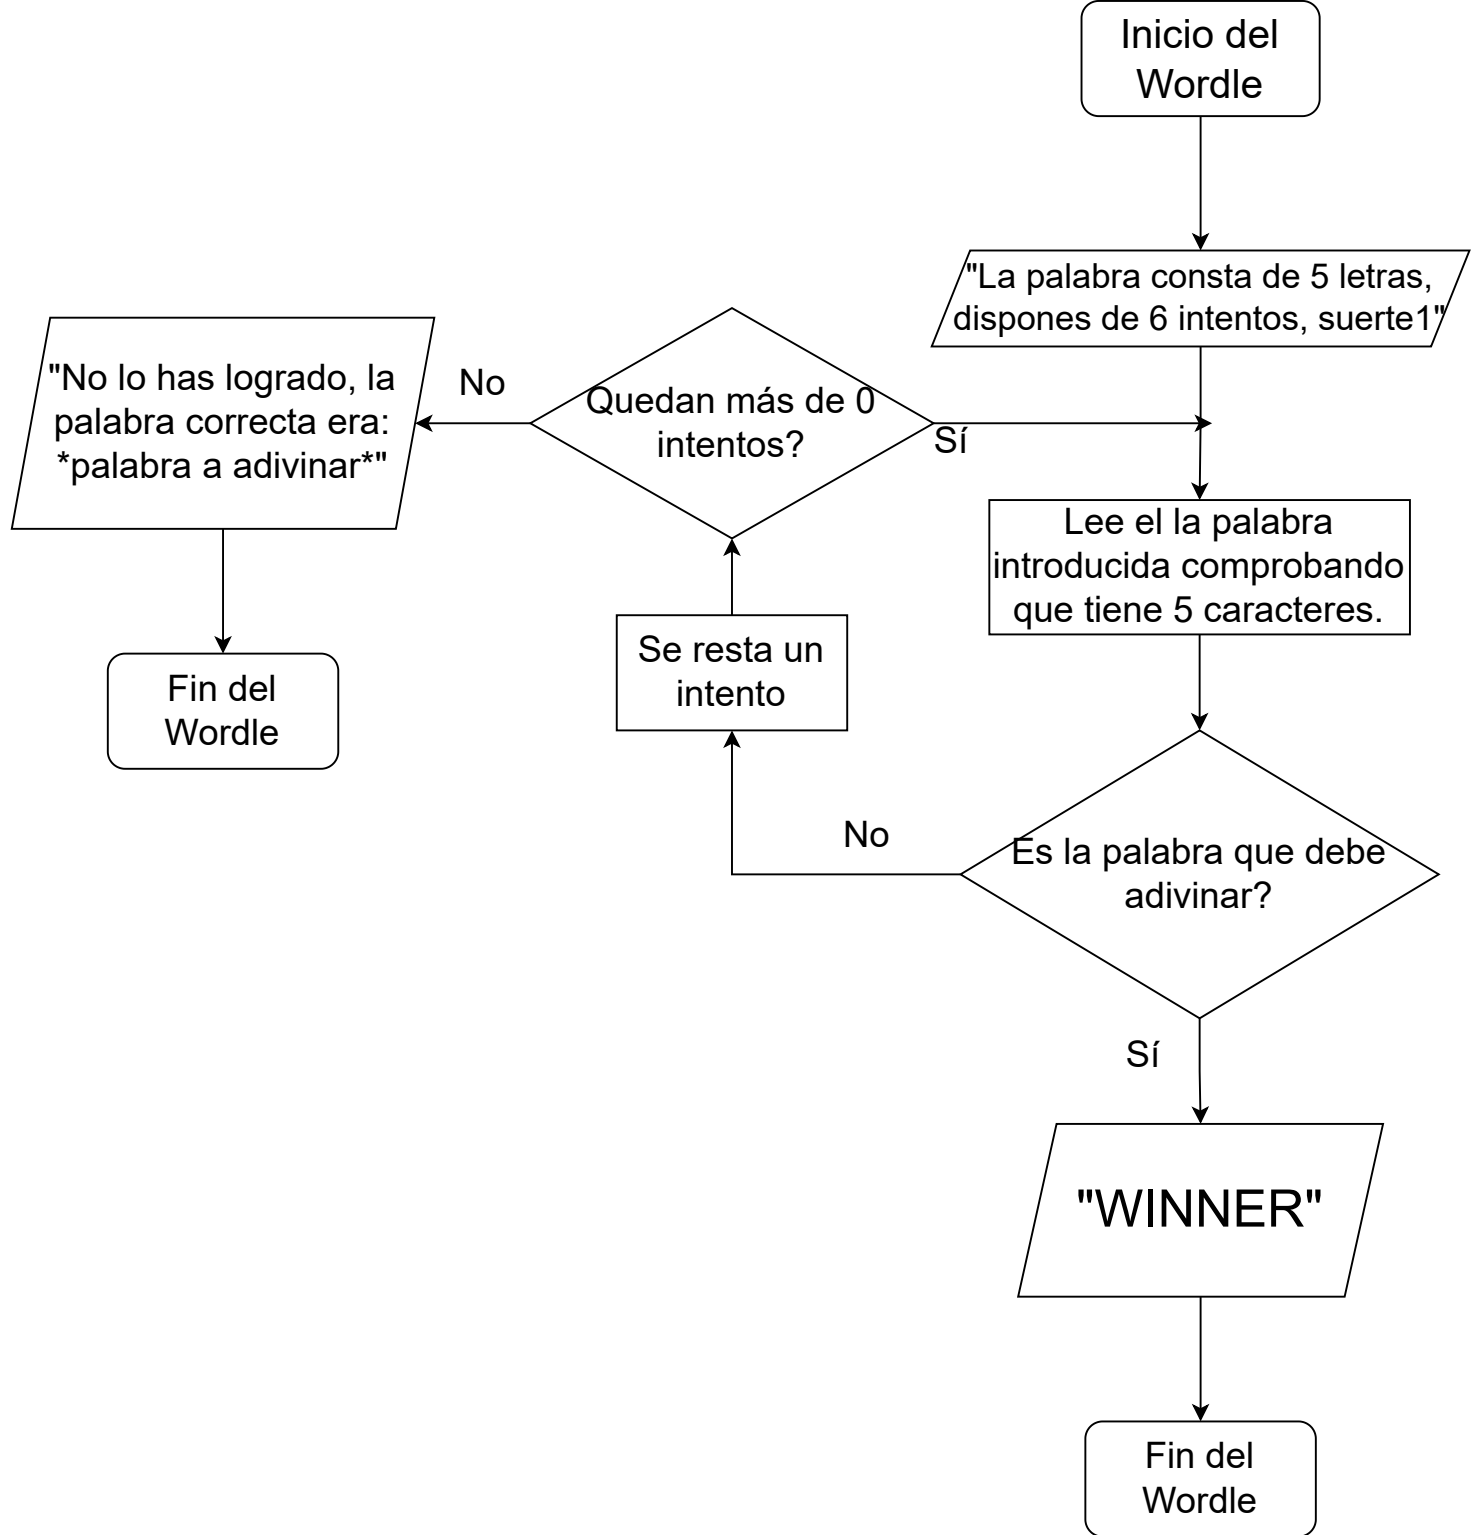 Inicio del
Wordle
"La palabra consta de 5 letras,
dispones de 6 intentos, suerte1"
Quedan más de 0
intentos?
No
Sí
"No lo has logrado, la
palabra correcta era:
*palabra a adivinar*"
Fin del
Wordle
Lee el la palabra
introducida comprobando
que tiene 5 caracteres.
Se resta un
intento
No
Es la palabra que debe
adivinar?
Sí
"WINNER"
Fin del
Wordle